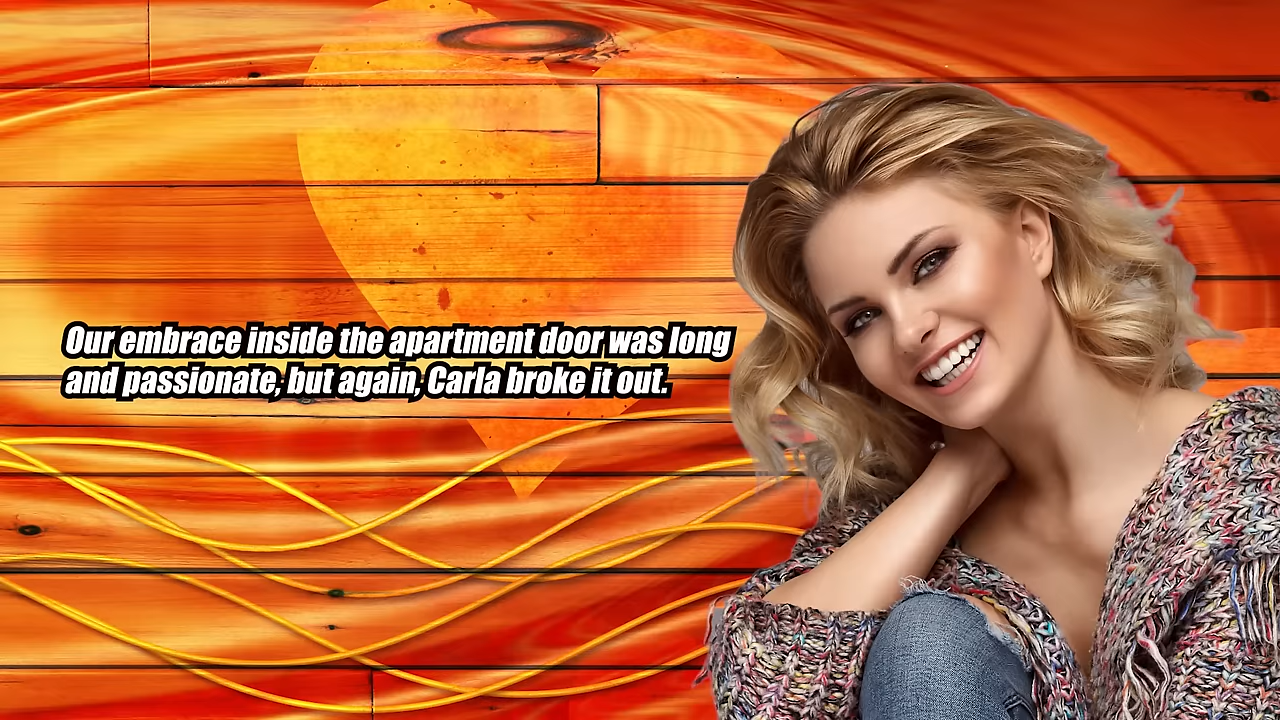 Our embrace inside the apartment door was long
and passionate, but again, Carla broke it out.